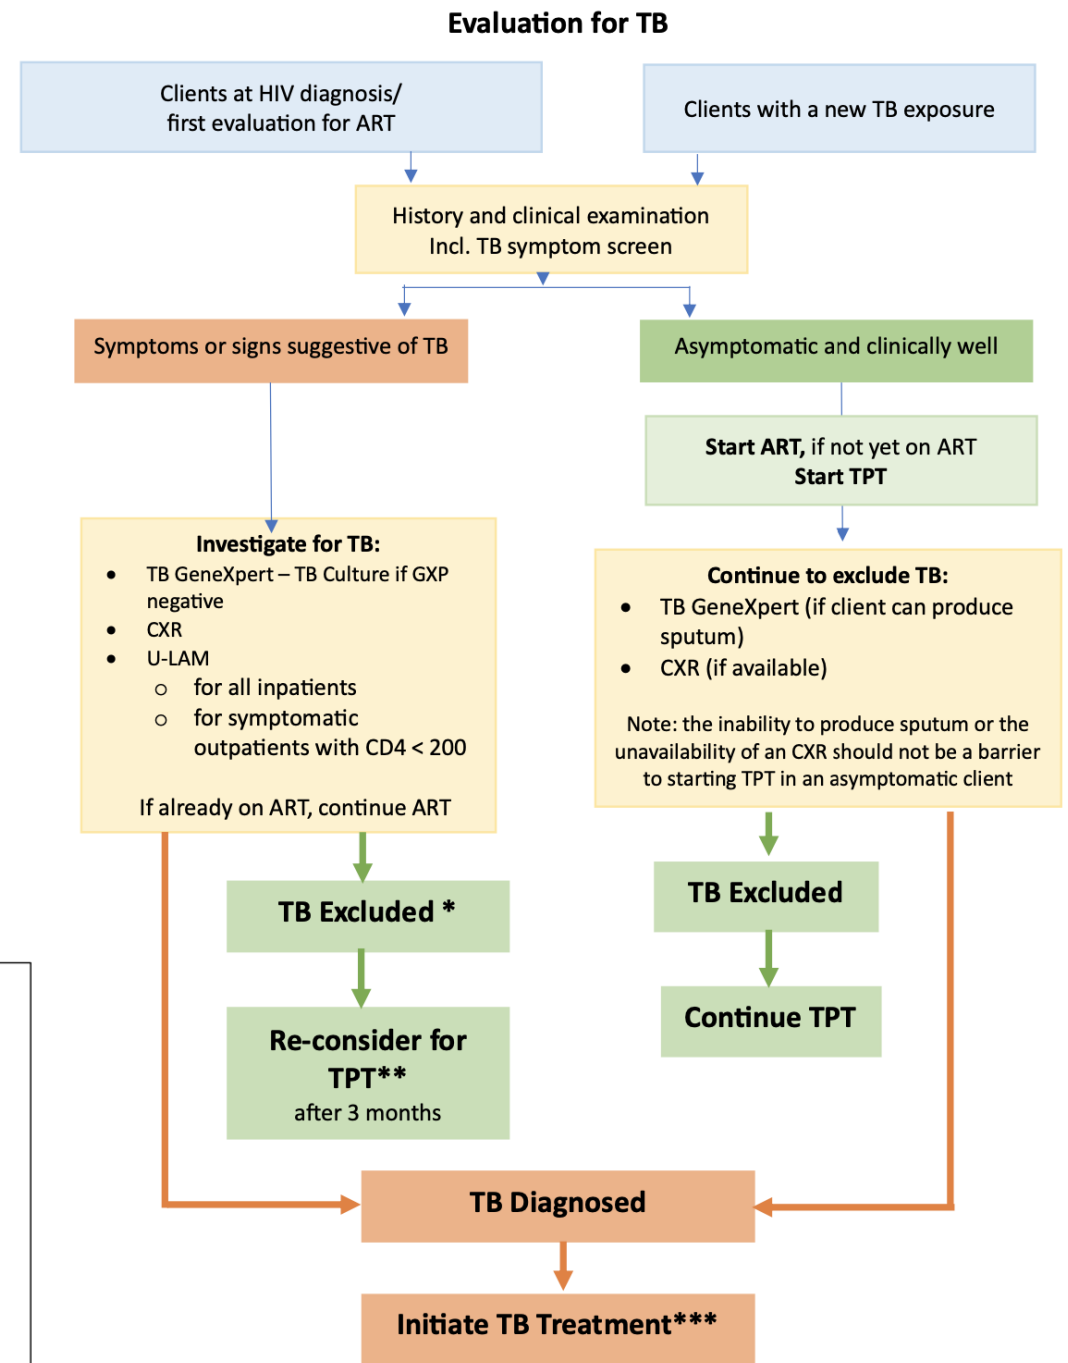 Evaluation for TB
Clients at HIV diagnosis/
first evaluation for ART
Clients with a new TB exposure
History and clinical examination
Incl. TB symptom screen
Symptoms or signs suggestive of TB
Asymptomatic and clinically well
Start ART, if not yet on ART
Start TPT
Investigate for TB:
• TB GeneXpert – TB Culture if GXP
negative
• CXR
• U-LAM
o for all inpatients
o for symptomatic
outpatients with CD4 < 200
If already on ART, continue ART
Continue to exclude TB:
• TB GeneXpert (if client can produce
sputum)
• CXR (if available)
Note: the inability to produce sputum or the
unavailability of an CXR should not be a barrier
to starting TPT in an asymptomatic client
TB Excluded *
Re-consider for
TPT**
after 3 months
TB Excluded
Continue TPT
TB Diagnosed
Initiate TB Treatment***